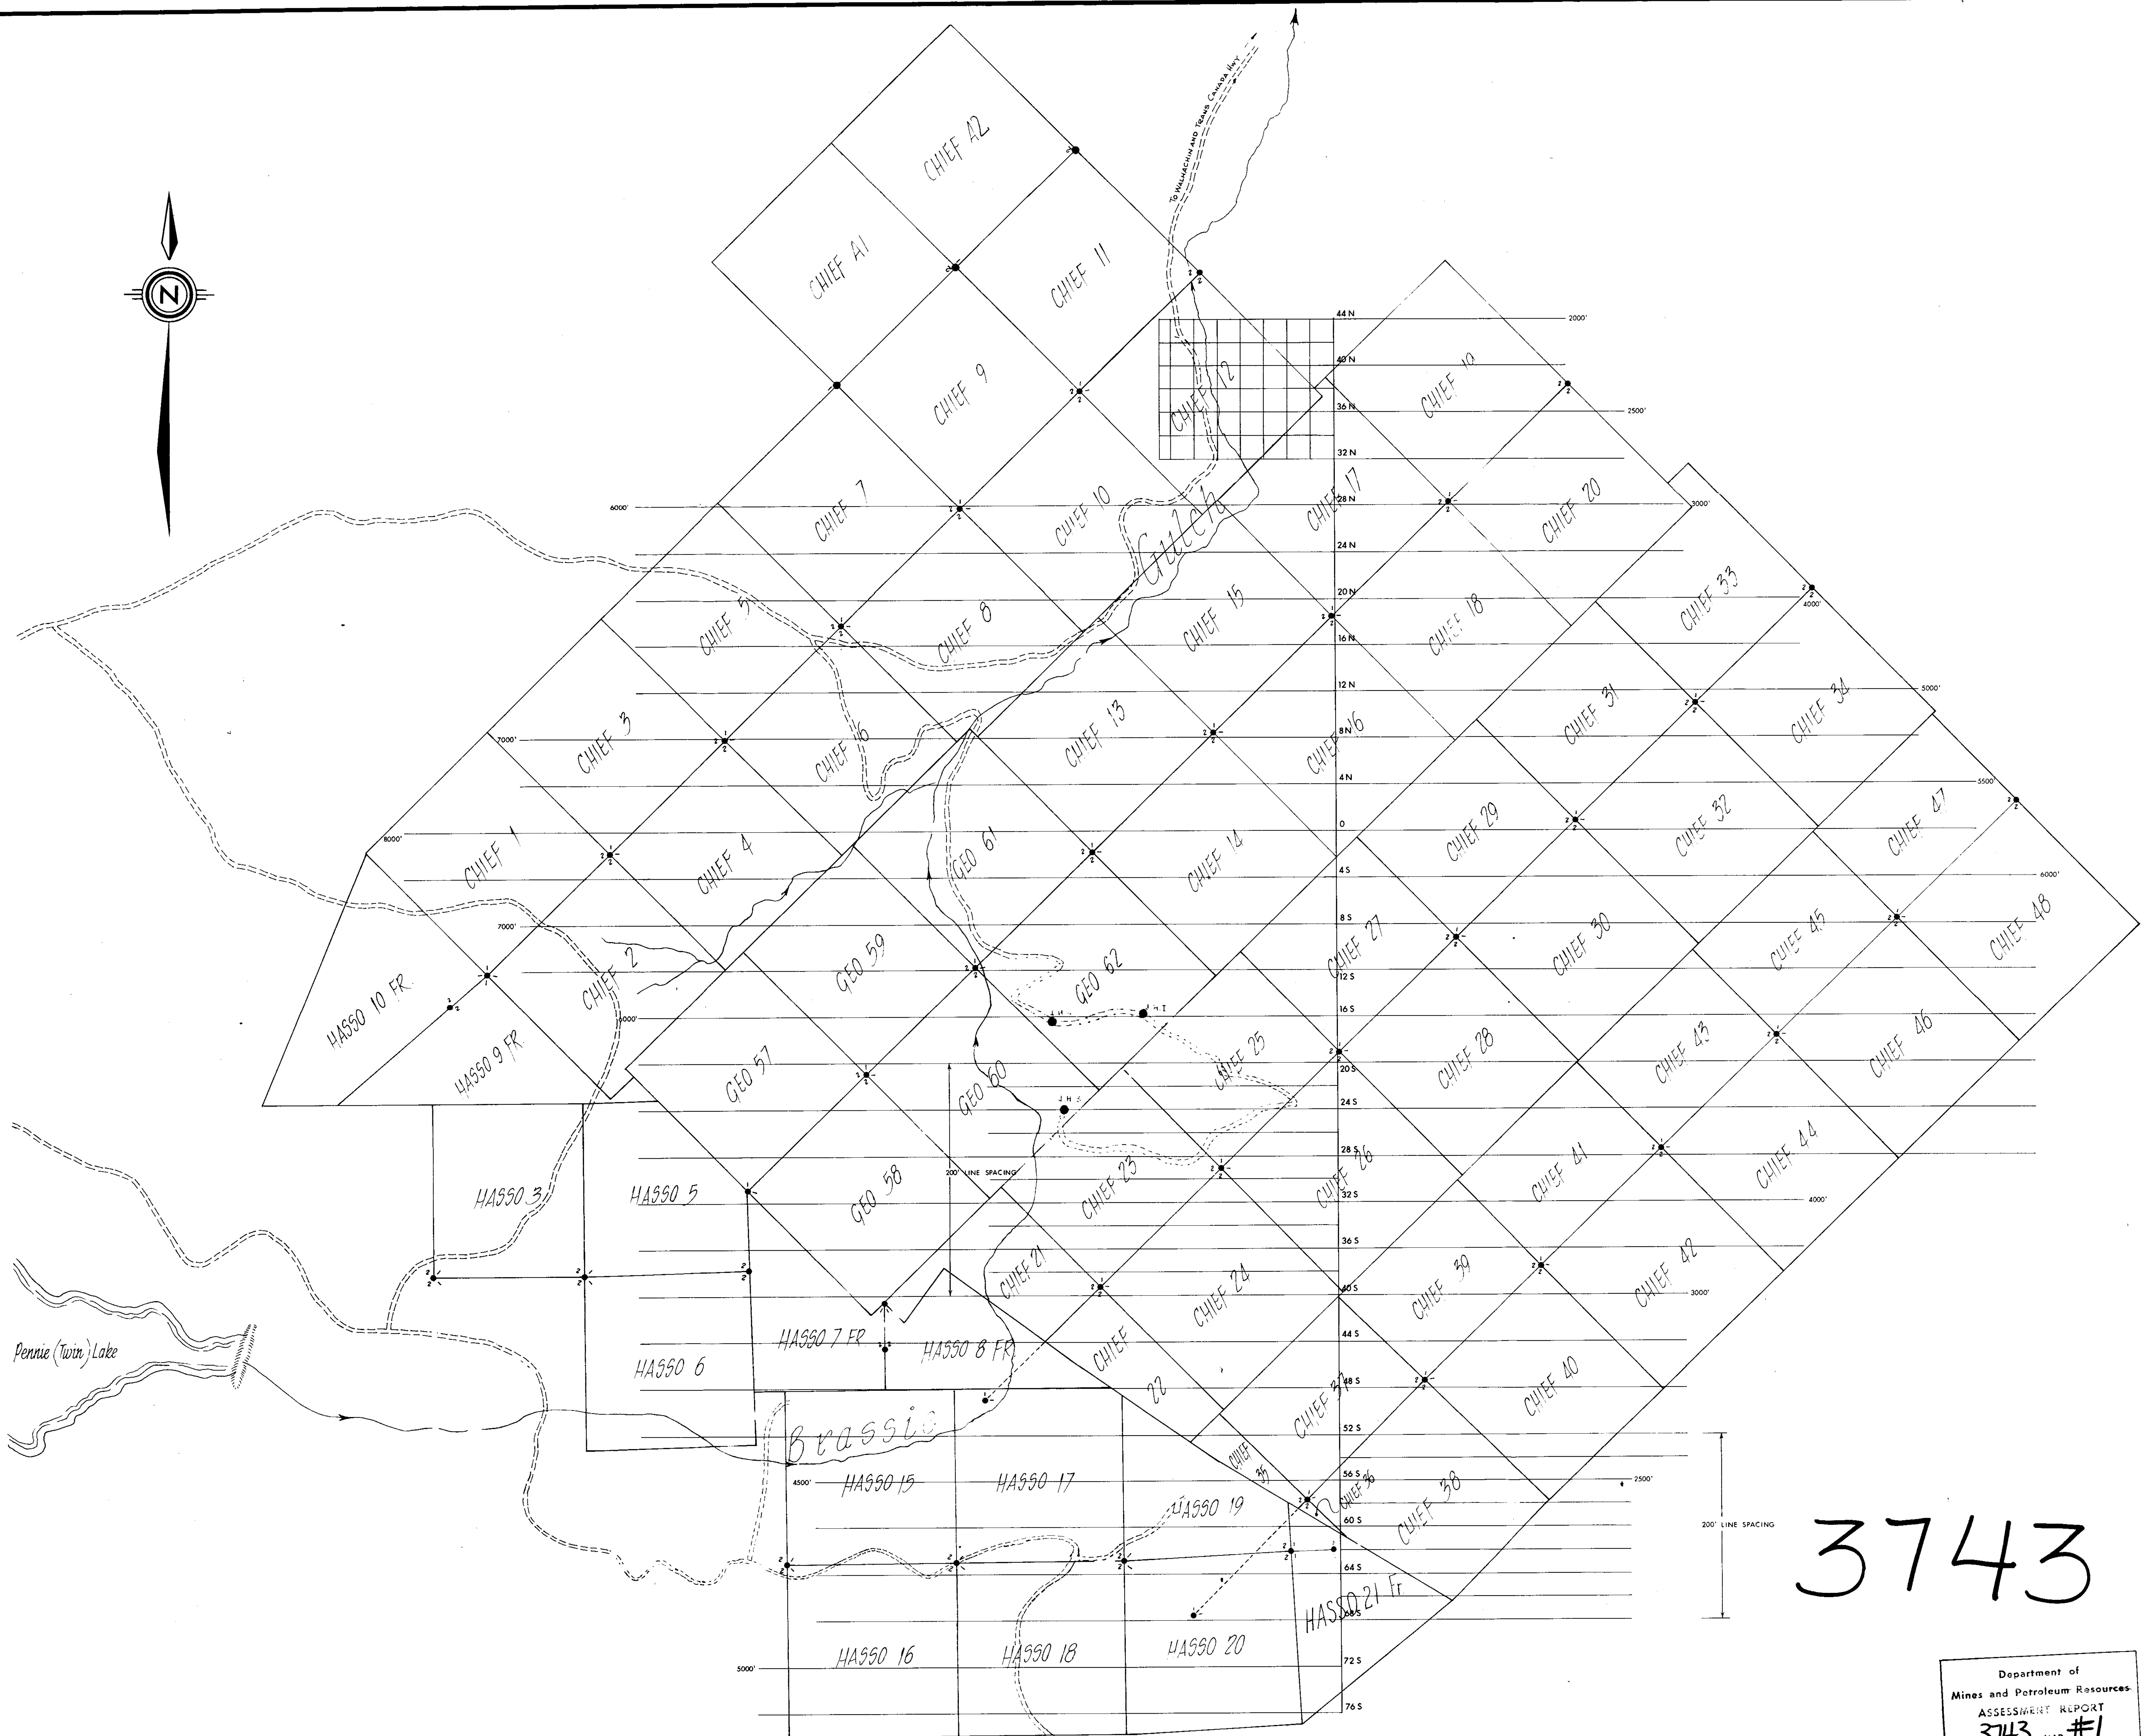 TO WALHACHIN AND TRANS CANADA HWY
N
CHIEF A2
CHIEF A1
CHIEF 11
CHIEF 9
CHIEF 12
44 N
2000'
40 N
36 N
2500'
32 N
CHIEF 7
CHIEF 10
CHIEF 17
CHIEF 20
6000'
28 N
3000'
Gulch
24 N
CHIEF 5
CHIEF 8
CHIEF 15
20 N
CHIEF 18
CHIEF 33
4000'
16 N
12 N
5000'
CHIEF 3
CHIEF 6
CHIEF 13
CHIEF 16
CHIEF 31
CHIEF 34
7000'
8 N
4 N
5500'
8000'
0
CHIEF 1
CHIEF 4
GEO 61
CHIEF 14
CHIEF 29
CHIEF 32
CHIEF 47
4 S
6000'
7000'
8 S
HASSO 10 FR.
CHIEF 2
GEO 59
GEO 62
CHIEF 27
CHIEF 30
CHIEF 45
CHIEF 48
12 S
16 S
HASSO 9 FR.
GEO 57
GEO 60
CHIEF 25
CHIEF 28
CHIEF 43
CHIEF 46
20 S
J H 3
24 S
28 S
200' LINE SPACING
HASSO 3
HASSO 5
GEO 58
CHIEF 23
CHIEF 26
CHIEF 41
CHIEF 44
32 S
4000'
36 S
CHIEF 21
CHIEF 24
CHIEF 39
CHIEF 42
40 S
3000'
Pennie (Twin) Lake
HASSO 6
HASSO 7 FR
HASSO 8 FR
CHIEF 22
44 S
CHIEF 40
48 S
CHIEF 37
Brassie
52 S
CHIEF 35
56 S
CHIEF 36
CHIEF 38
2500'
4500'
HASSO 15
HASSO 17
HASSO 19
60 S
200' LINE SPACING
3743
64 S
HASSO 21 Fr
68 S
HASSO 16
HASSO 18
HASSO 20
5000'
72 S
76 S
Department of
Mines and Petroleum Resources
ASSESSMENT REPORT
3743 MAP #1